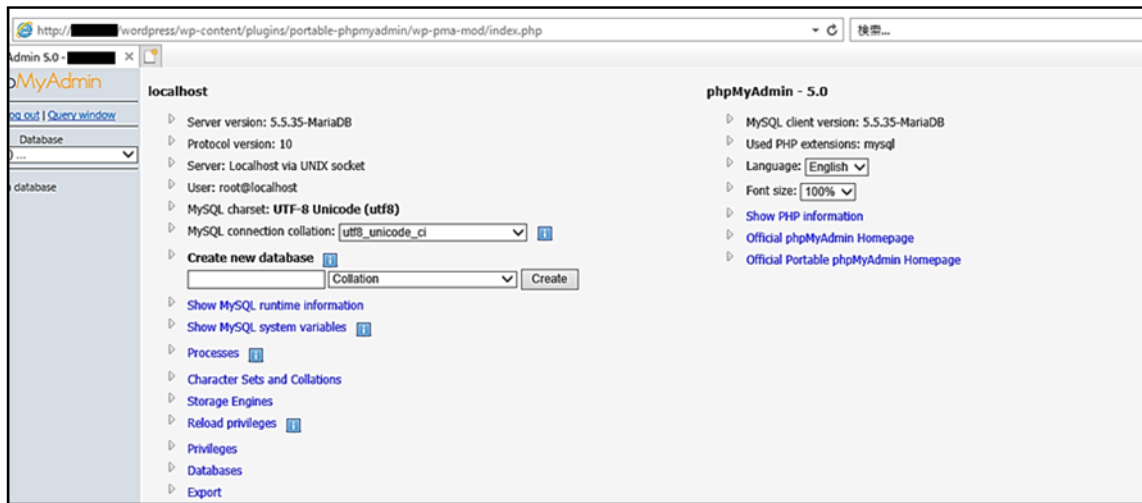 http:// /wordpress/wp-content/plugins/portable-phpmyadmin/wp-pma-mod/index.php
検索...
Admin 5.0 -
pMyAdmin
og out | Query window
Database
) ...
a database
localhost
Server version: 5.5.35-MariaDB
Protocol version: 10
Server: Localhost via UNIX socket
User: root@localhost
MySQL charset: UTF-8 Unicode (utf8)
MySQL connection collation: utf8_unicode_ci
Create new database
Collation Create
Show MySQL runtime information
Show MySQL system variables
Processes
Character Sets and Collations
Storage Engines
Reload privileges
Privileges
Databases
Export
phpMyAdmin - 5.0
MySQL client version: 5.5.35-MariaDB
Used PHP extensions: mysql
Language: English
Font size: 100%
Show PHP information
Official phpMyAdmin Homepage
Official Portable phpMyAdmin Homepage